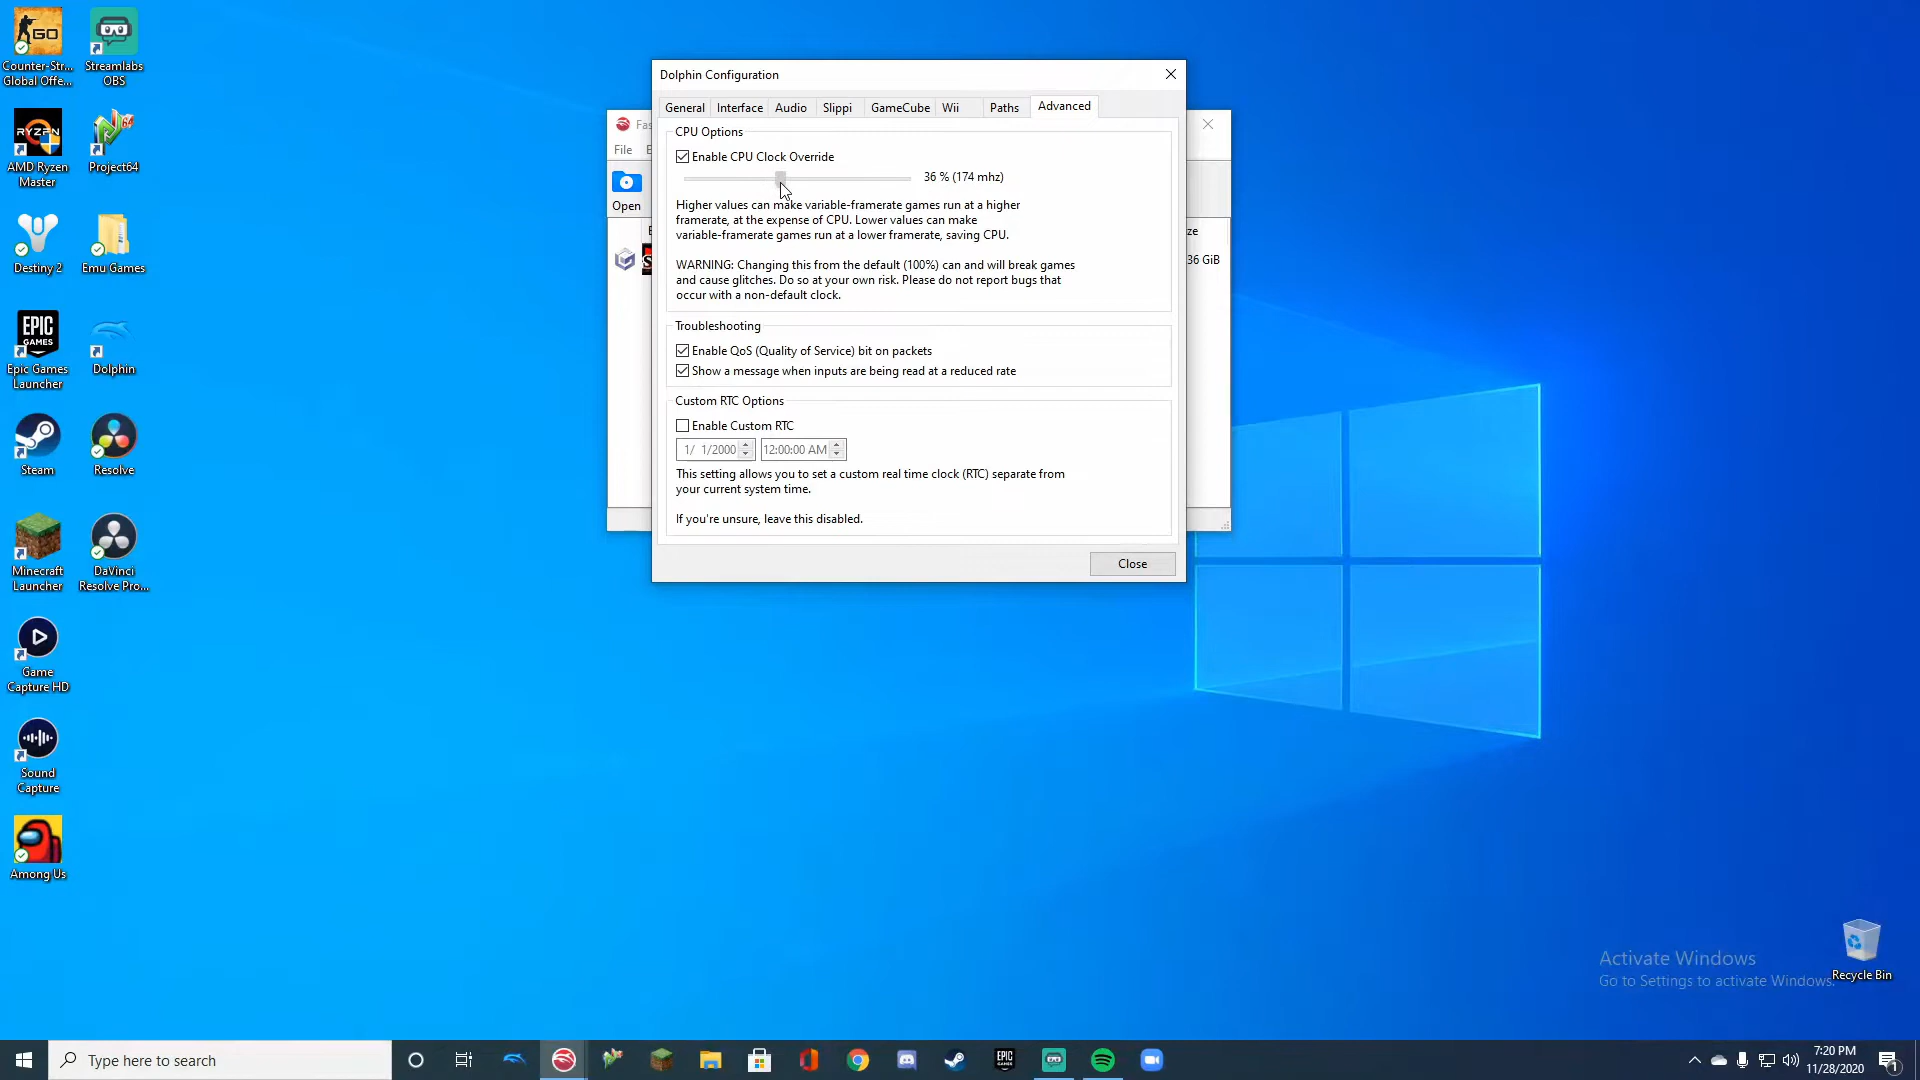 Counter-Str...
Global Offe...
Streamlabs
OBS
AMD Ryzen
Master
Project64
Destiny 2
Emu Games
Epic Games
Launcher
Dolphin
Steam
Resolve
Minecraft
Launcher
DaVinci
Resolve Pro...
Game
Capture HD
Sound
Capture
Among Us
GO
RYZEN
64
EPIC
GAMES
Fas
File
Open
ze
36 GiB
Dolphin Configuration
General
Interface
Audio
Slippi
GameCube
Wii
Paths
Advanced
CPU Options
Enable CPU Clock Override
36 % (174 mhz)
Higher values can make variable-framerate games run at a higher
framerate, at the expense of CPU. Lower values can make
variable-framerate games run at a lower framerate, saving CPU.
WARNING: Changing this from the default (100%) can and will break games
and cause glitches. Do so at your own risk. Please do not report bugs that
occur with a non-default clock.
Troubleshooting
Enable QoS (Quality of Service) bit on packets
Show a message when inputs are being read at a reduced rate
Custom RTC Options
Enable Custom RTC
1/ 1/2000
12:00:00 AM
This setting allows you to set a custom real time clock (RTC) separate from
your current system time.
If you're unsure, leave this disabled.
Close
Activate Windows
Go to Settings to activate Windows.
Recycle Bin
Type here to search
EPIC
7:20 PM
11/28/2020
1